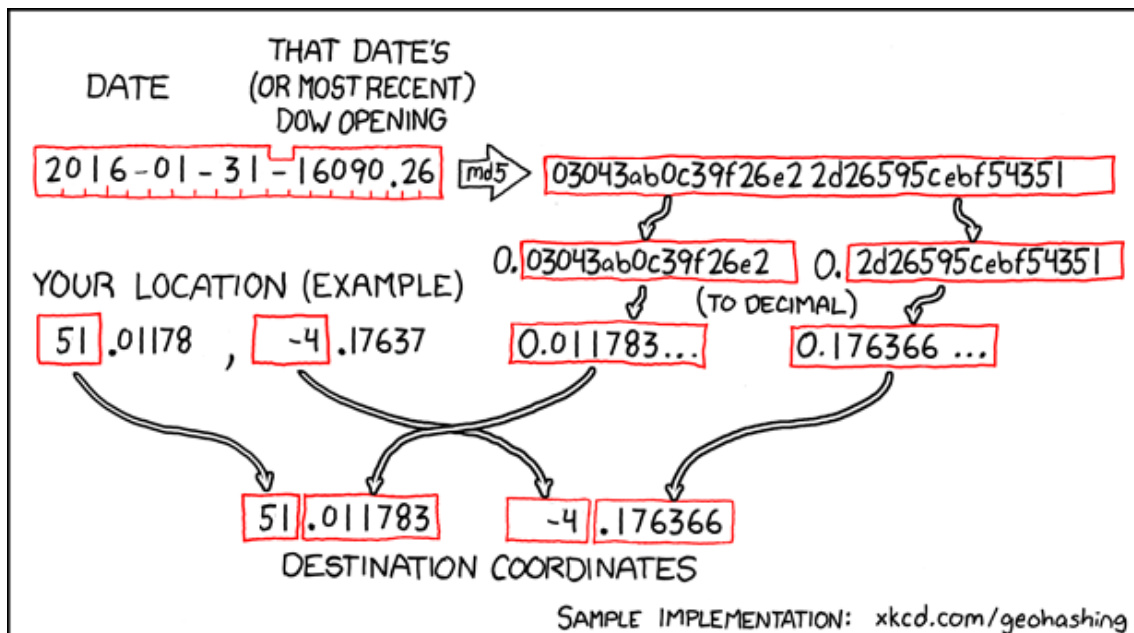 DATE
THAT DATE'S
(OR MOST RECENT)
DOW OPENING
2016-01-31-16090.26
md5
03043ab0c39f26e2 2d26595cebf54351
0.03043ab0c39f26e2
0.2d26595cebf54351
(TO DECIMAL)
YOUR LOCATION (EXAMPLE)
51.01178, -4.17637
0.011783...
0.176366...
51.011783
-4.176366
DESTINATION COORDINATES
SAMPLE IMPLEMENTATION: xkcd.com/geohashing